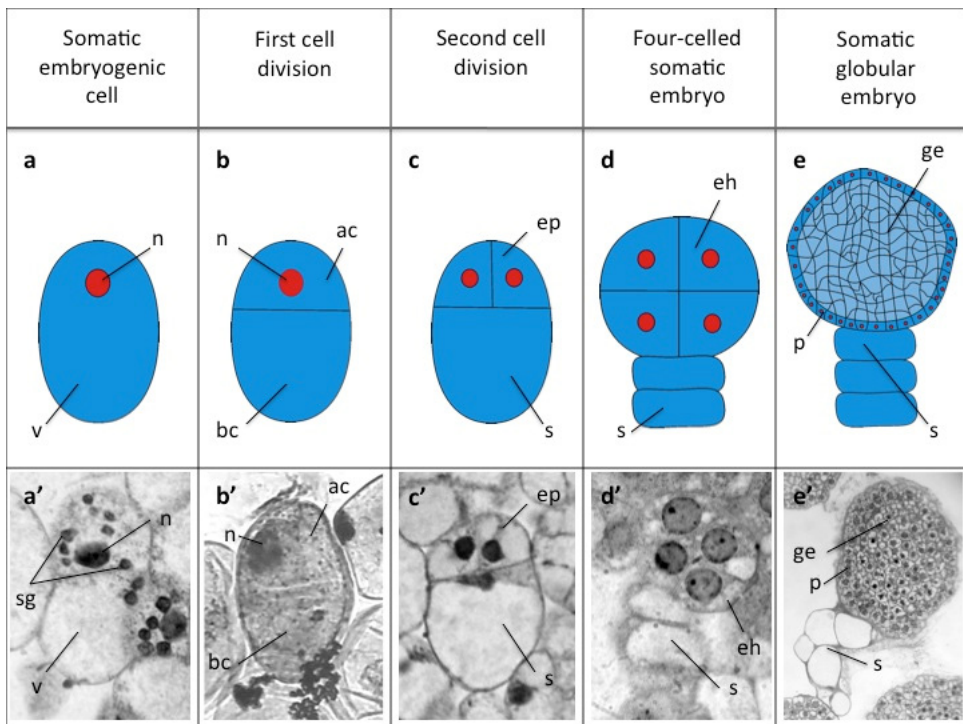 Somatic
embryogenic
cell
First cell
division
Second cell
division
Four-celled
somatic
embryo
Somatic
globular
embryo
a
n
v
b
n
ac
bc
c
ep
s
d
eh
s
e
ge
p
s
a'
n
sg
v
b'
ac
n
bc
c'
ep
s
d'
eh
s
e'
ge
p
s